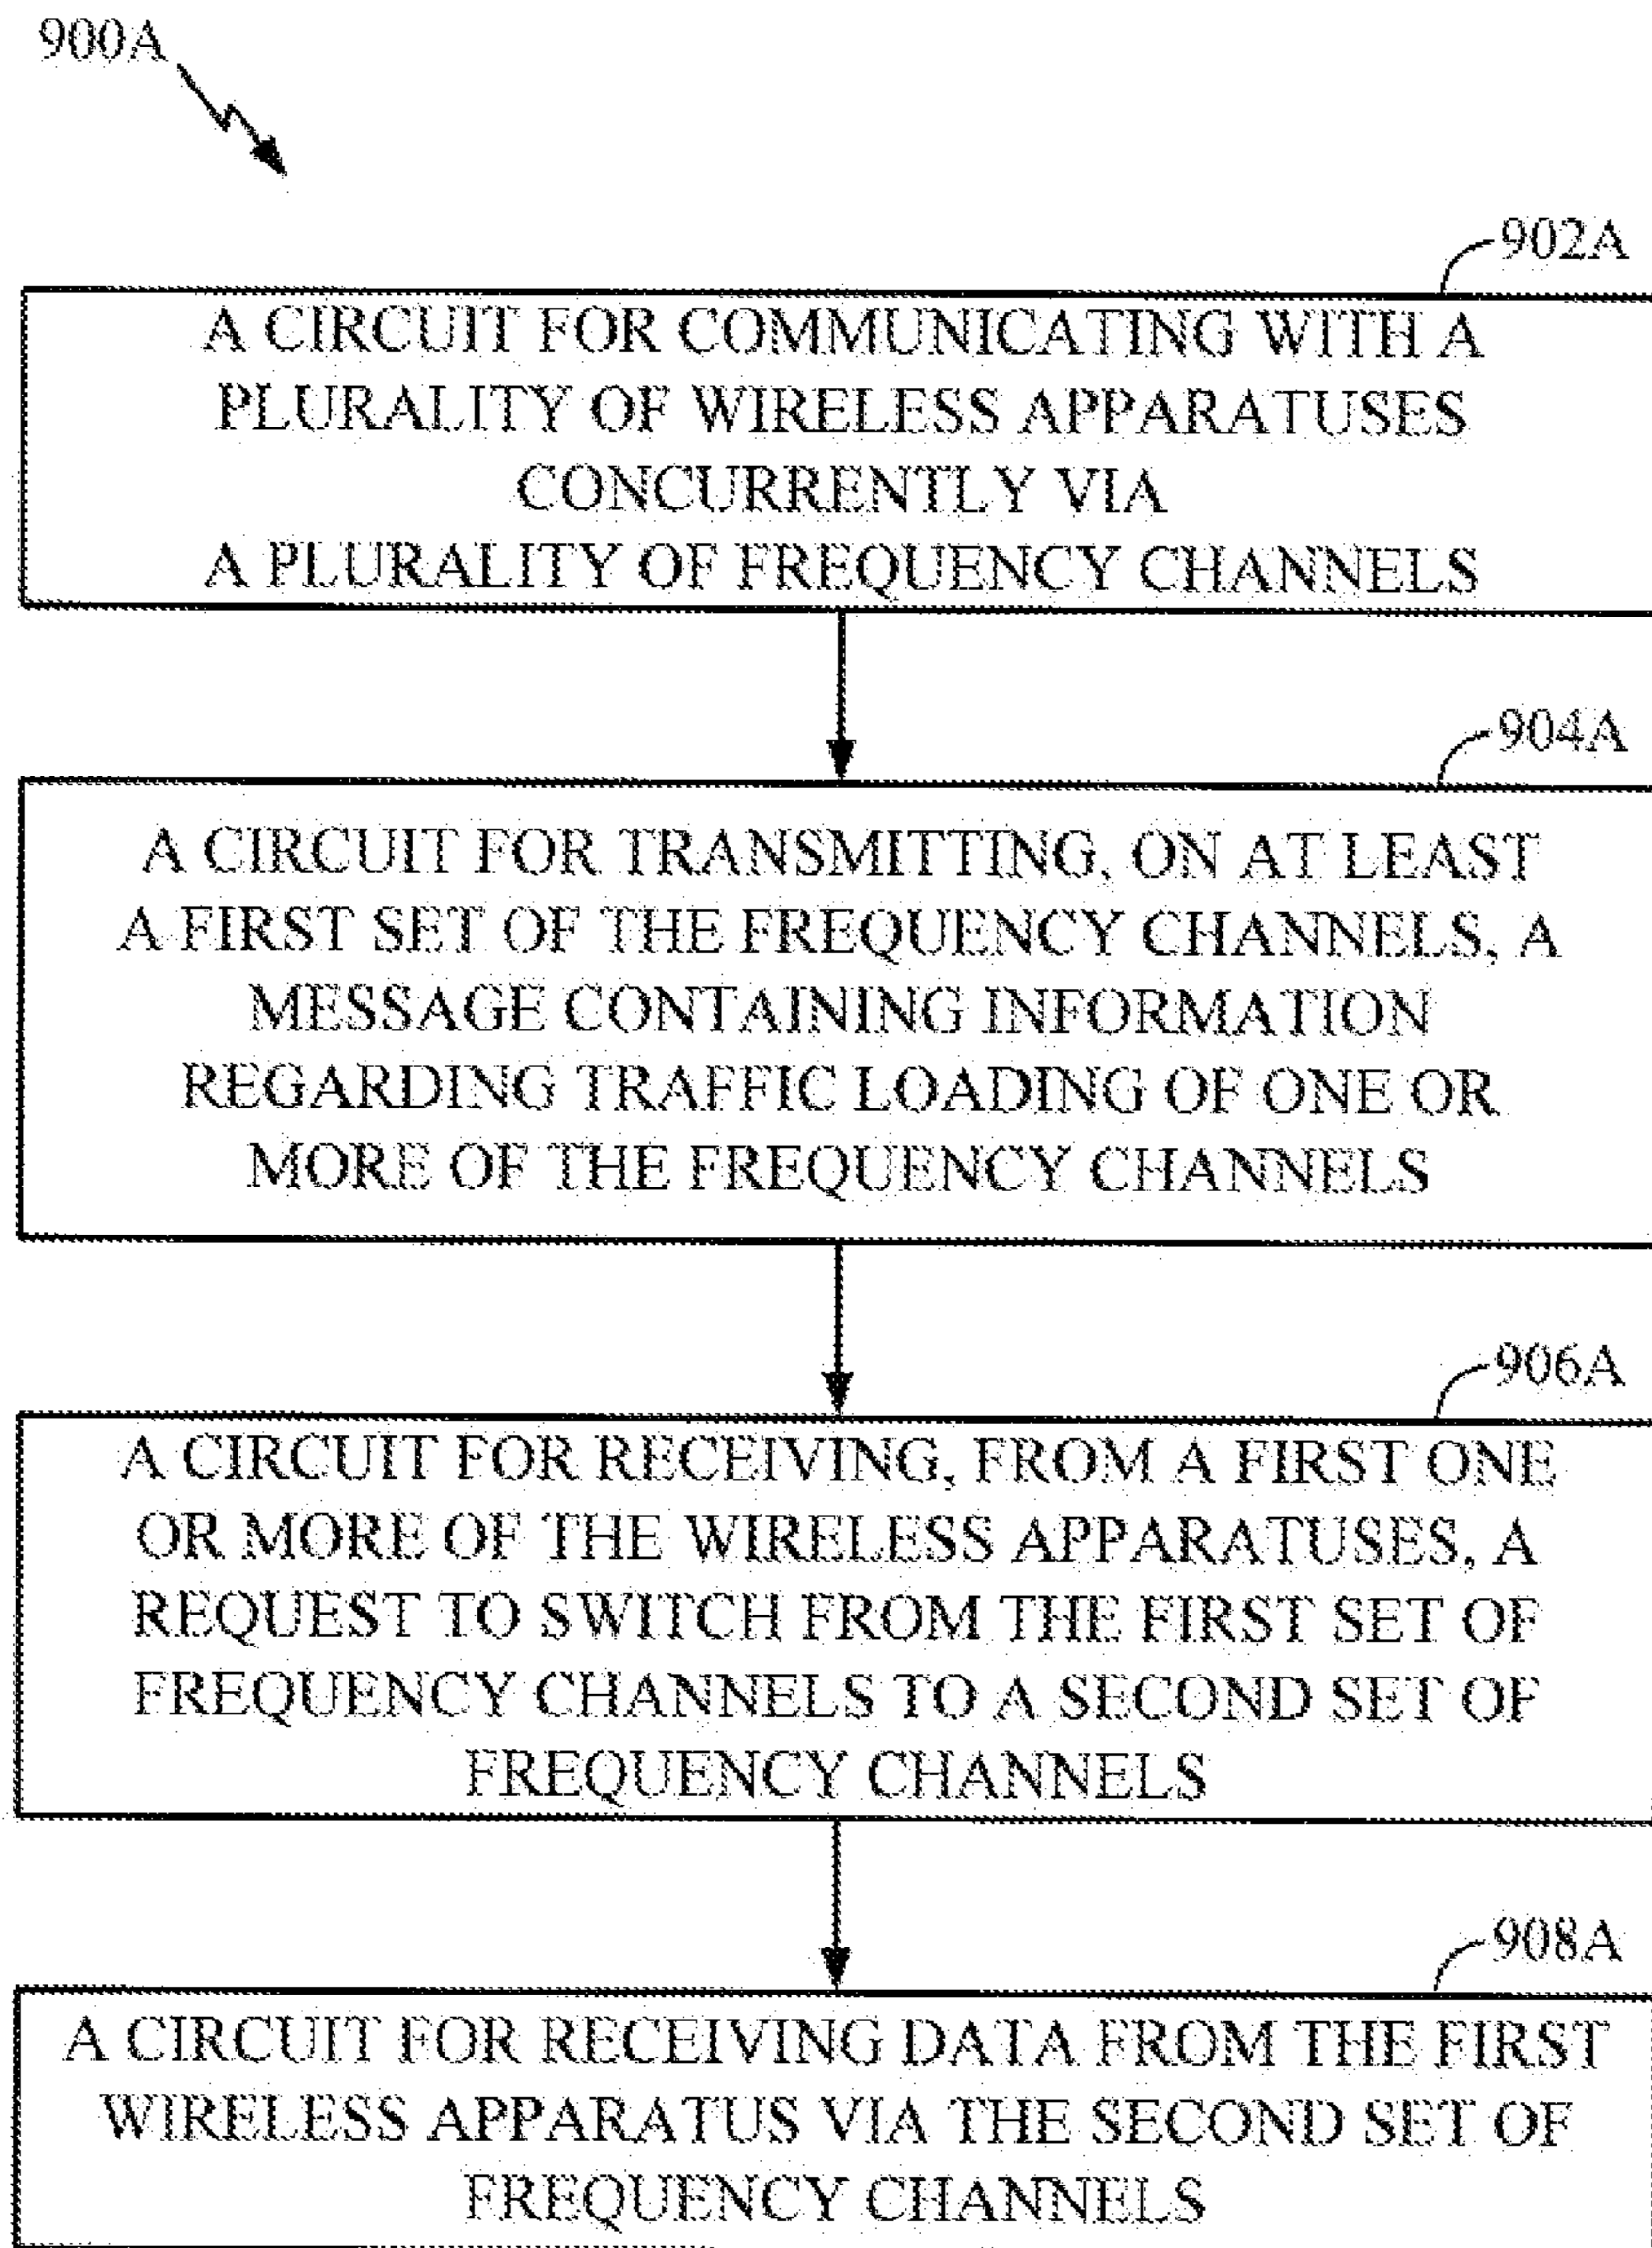 900A
902A
A CIRCUIT FOR COMMUNICATING WITH A
PLURALITY OF WIRELESS APPARATUSES
CONCURRENTLY VIA
A PLURALITY OF FREQUENCY CHANNELS
904A
A CIRCUIT FOR TRANSMITTING, ON AT LEAST
A FIRST SET OF THE FREQUENCY CHANNELS, A
MESSAGE CONTAINING INFORMATION
REGARDING TRAFFIC LOADING OF ONE OR
MORE OF THE FREQUENCY CHANNELS
906A
A CIRCUIT FOR RECEIVING, FROM A FIRST ONE
OR MORE OF THE WIRELESS APPARATUSES, A
REQUEST TO SWITCH FROM THE FIRST SET OF
FREQUENCY CHANNELS TO A SECOND SET OF
FREQUENCY CHANNELS
908A
A CIRCUIT FOR RECEIVING DATA FROM THE FIRST
WIRELESS APPARATUS VIA THE SECOND SET OF
FREQUENCY CHANNELS